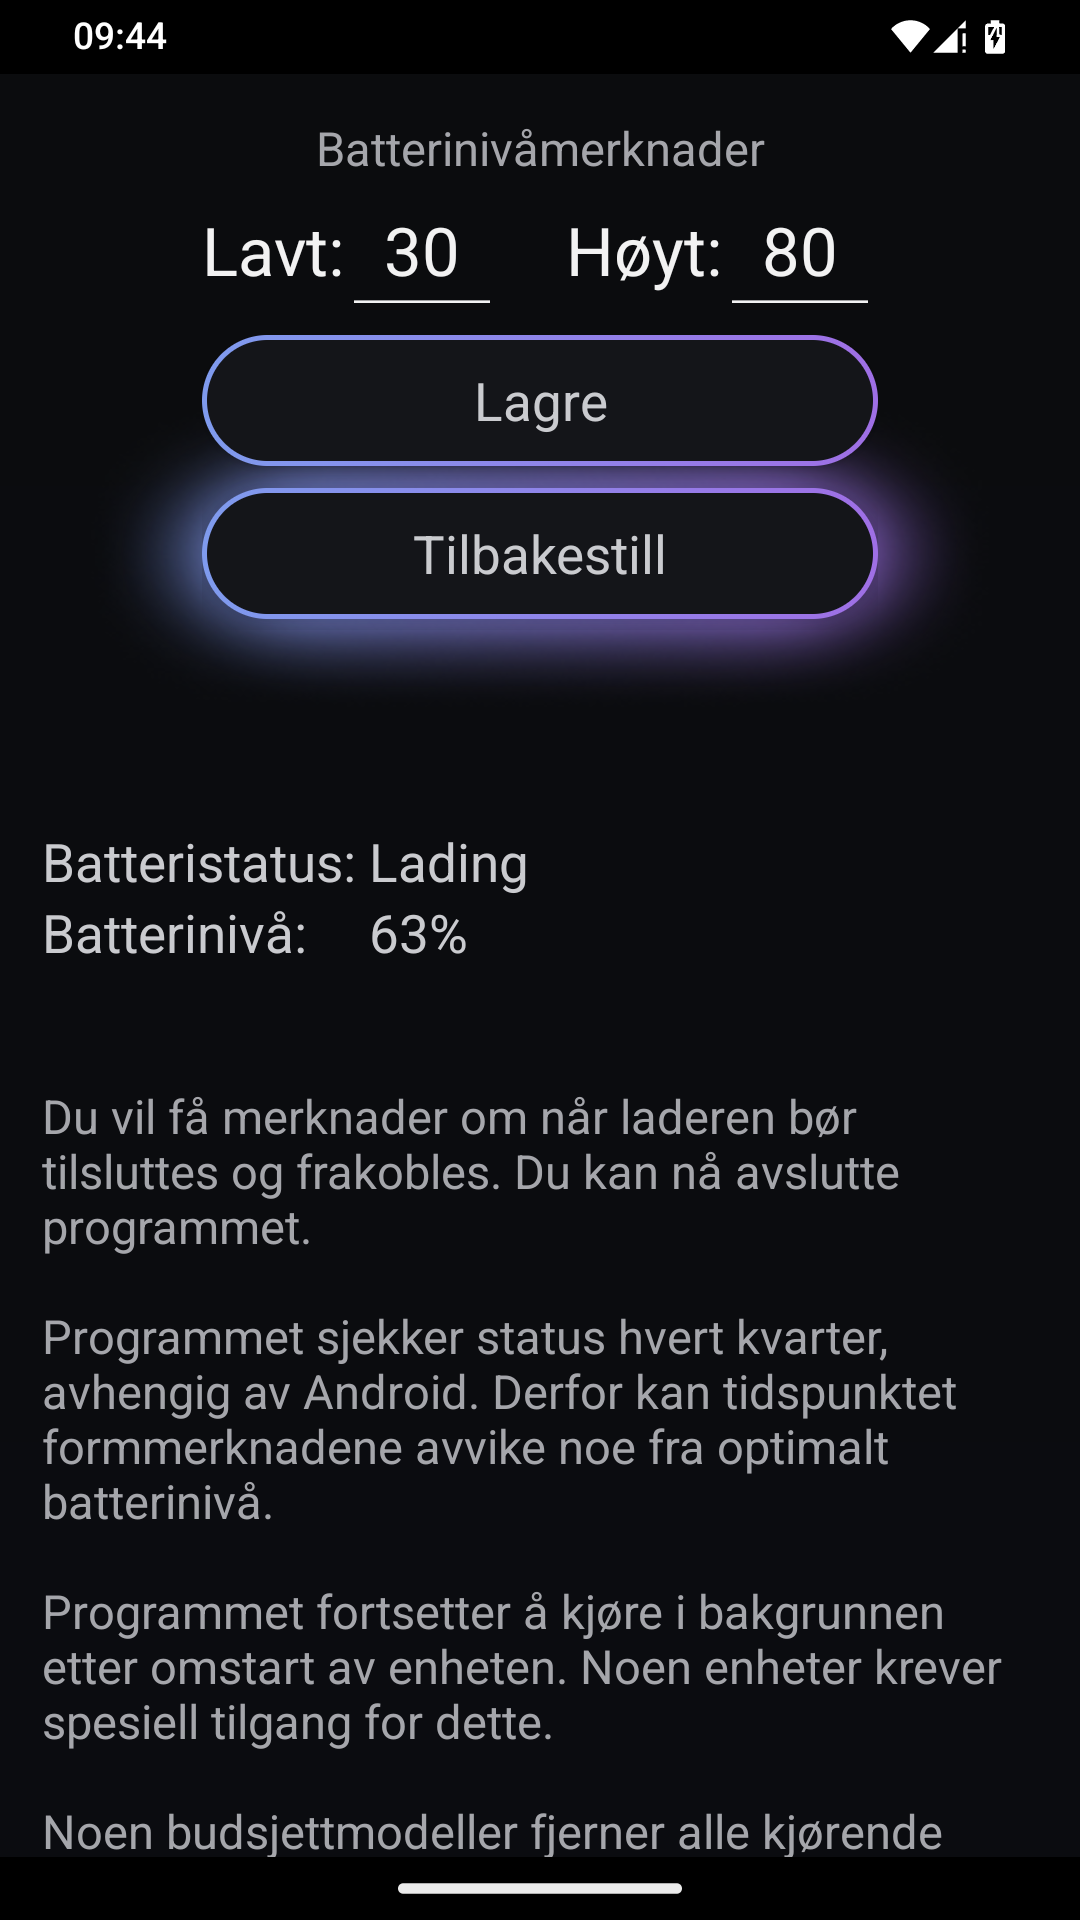 09:44
Batterinivåmerknader
Lavt: 30 Høyt: 80
Lagre
Tilbakestill
Batteristatus: Lading
Batterinivå: 63%
Du vil få merknader om når laderen bør
tilsluttes og frakobles. Du kan nå avslutte
programmet.
Programmet sjekker status hvert kvarter,
avhengig av Android. Derfor kan tidspunktet
formmerknadene avvike noe fra optimalt
batterinivå.
Programmet fortsetter å kjøre i bakgrunnen
etter omstart av enheten. Noen enheter krever
spesiell tilgang for dette.
Noen budsjettmodeller fjerner alle kjørende